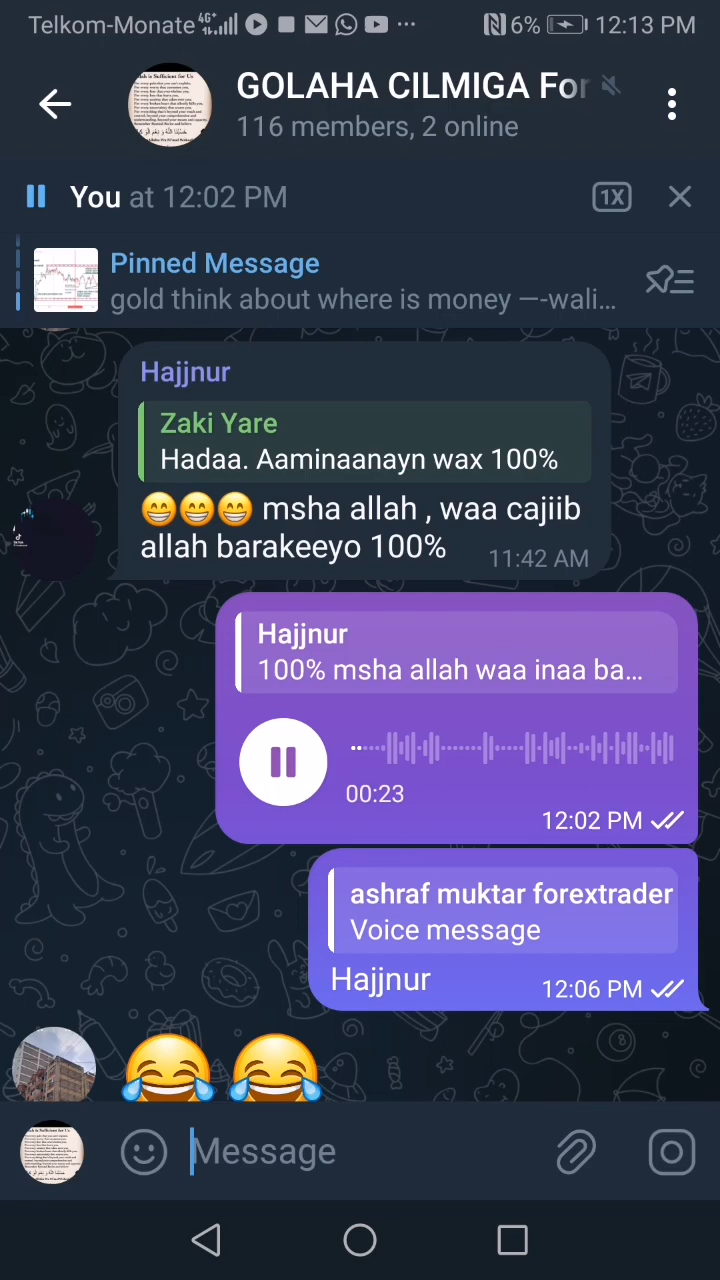 Telkom-Monate 4G+ 6% 12:13 PM
GOLAHA CILMIGA For
116 members, 2 online
You at 12:02 PM 1X
Pinned Message
gold think about where is money —-wali...
Hajjnur
Zaki Yare
Hadaa. Aaminaanayn wax 100%
😁😁😁 msha allah , waa cajiib
allah barakeeyo 100% 11:42 AM
Hajjnur
100% msha allah waa inaa ba...
00:23
12:02 PM
ashraf muktar forextrader
Voice message
Hajjnur 12:06 PM
😂 😂
Message